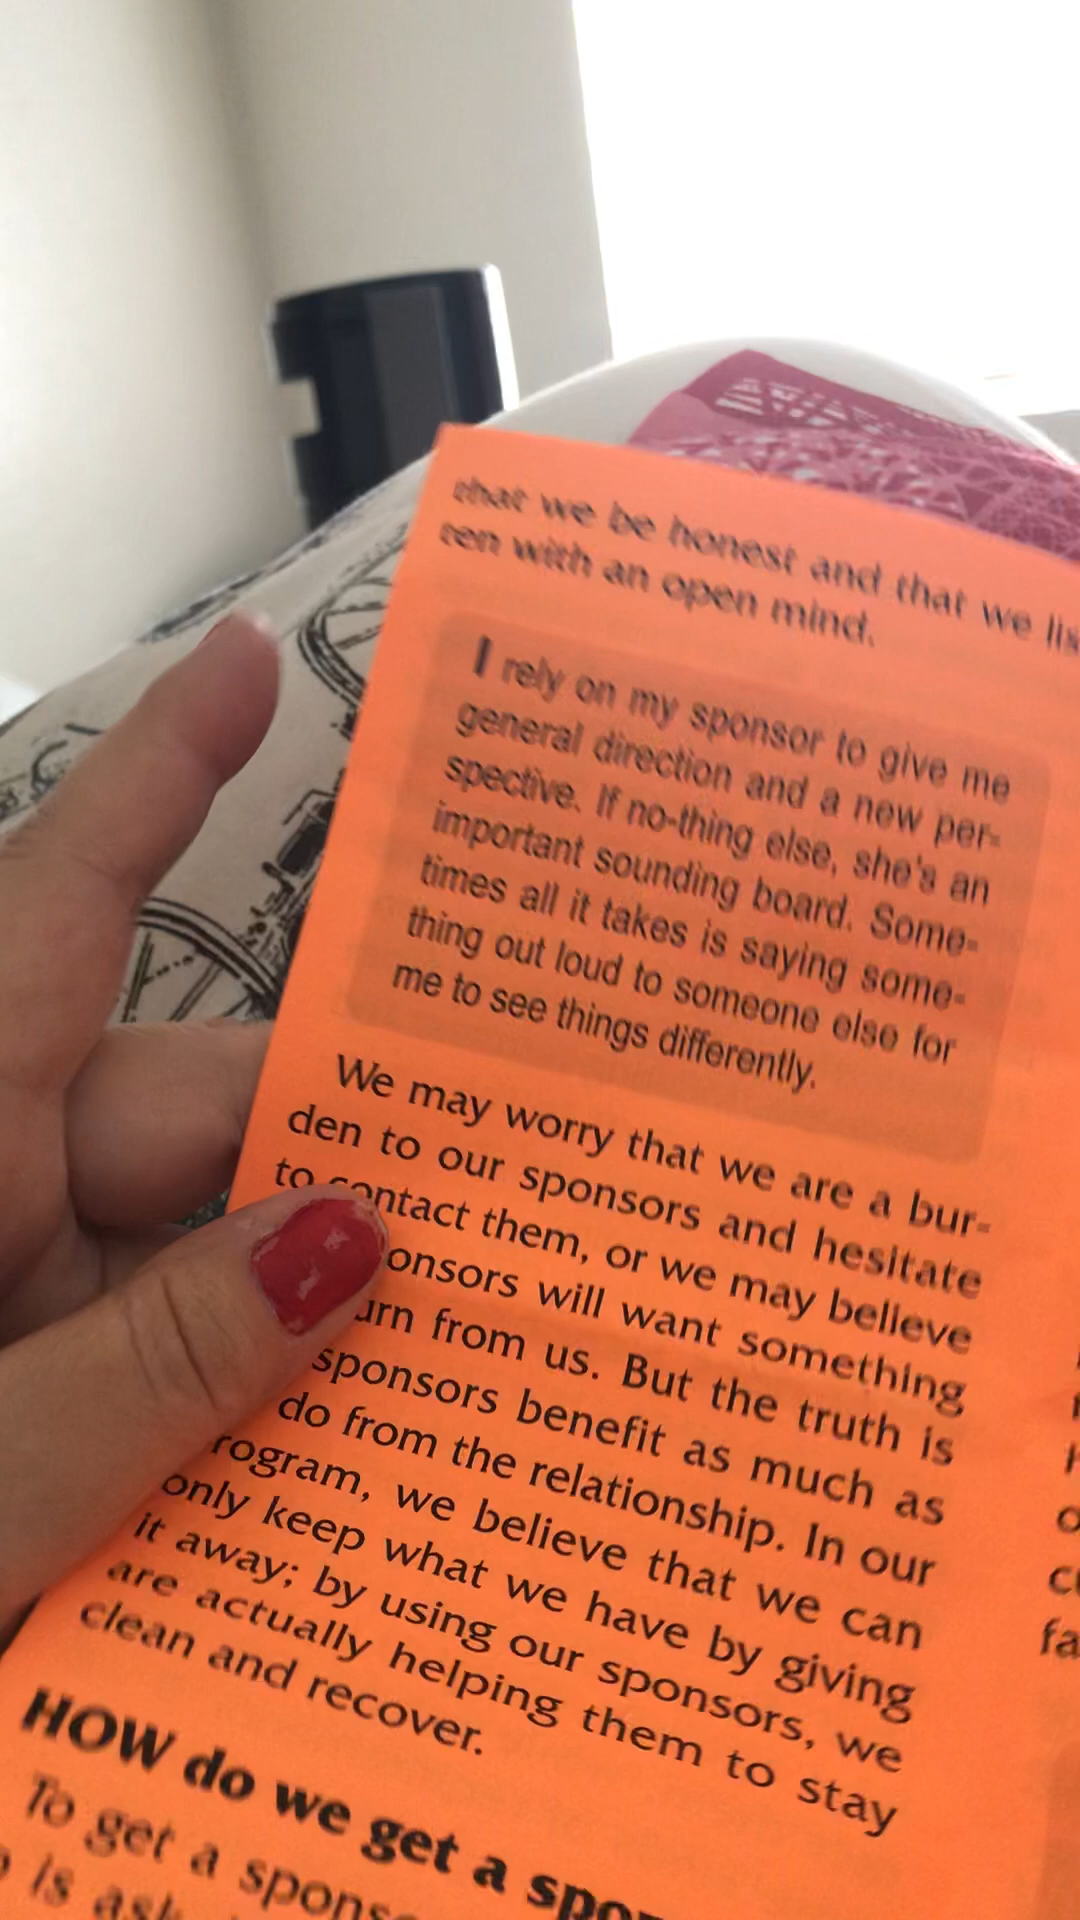 that we be honest and that we lis
ten with an open mind.
I rely on my sponsor to give me
general direction and a new per-
spective. If no-thing else, she's an
important sounding board. Some-
times all it takes is saying some-
thing out loud to someone else for
me to see things differently.
We may worry that we are a bur-
den to our sponsors and hesitate
to contact them, or we may believe
onsors will want something
urn from us. But the truth is
sponsors benefit as much as
do from the relationship. In our
rogram, we believe that we can
only keep what we have by giving
it away; by using our sponsors, we
are actually helping them to stay
clean and recover.
HOW do we get a spo
To get a spons
is ask
o
cu
fa